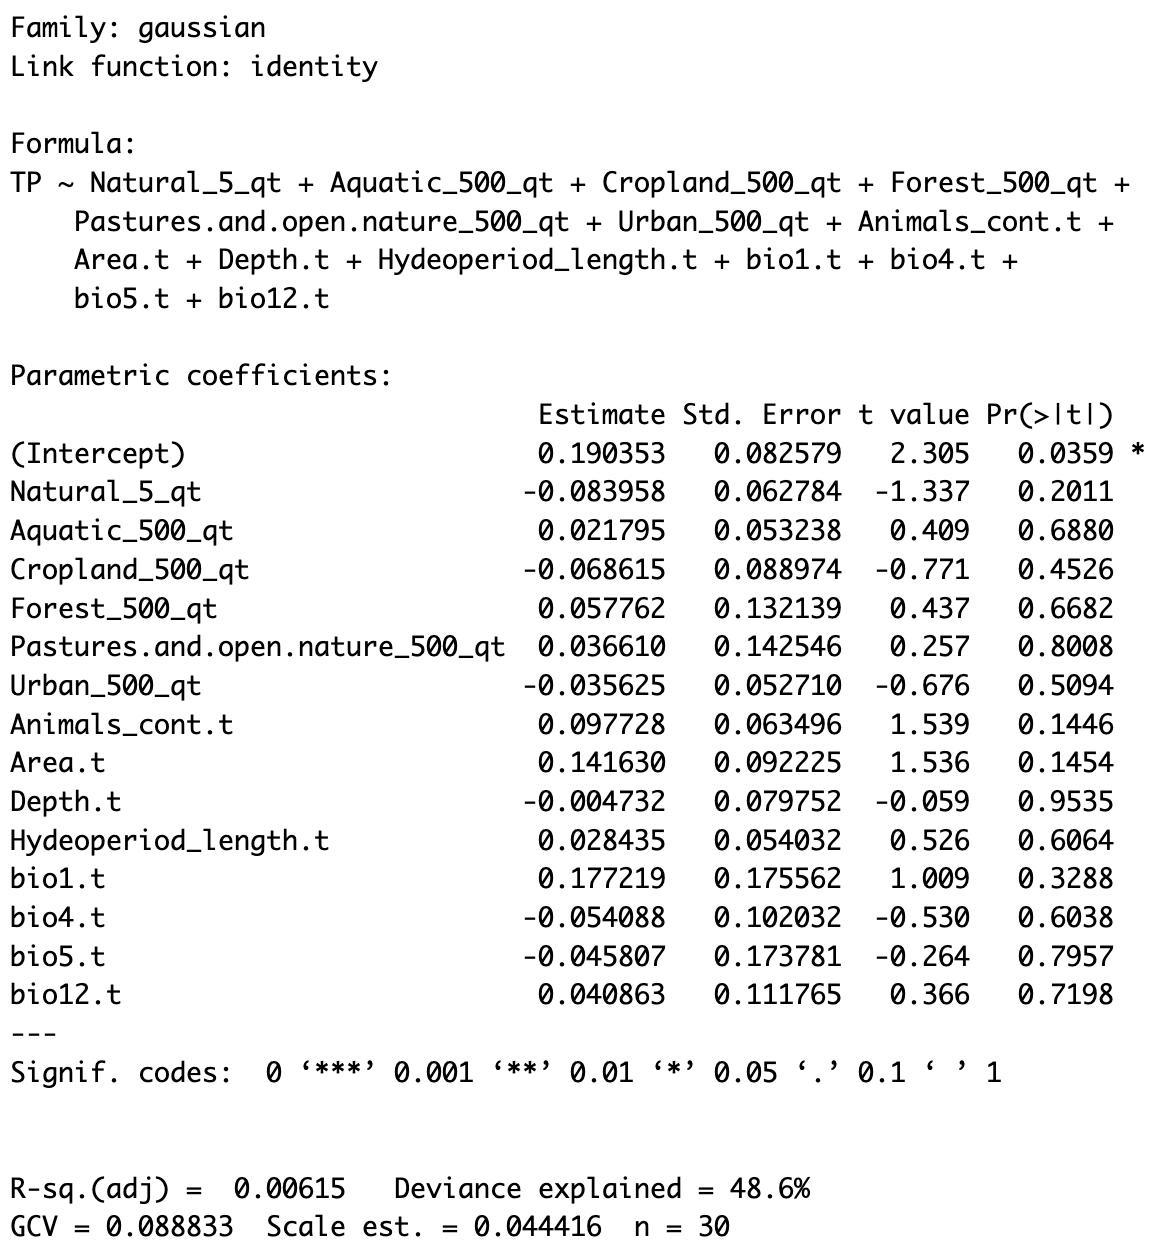 Family: gaussian
Link function: identity

Formula:
TP ~ Natural_5_qt + Aquatic_500_qt + Cropland_500_qt + Forest_500_qt +
    Pastures.and.open.nature_500_qt + Urban_500_qt + Animals_cont.t +
    Area.t + Depth.t + Hydeoperiod_length.t + bio1.t + bio4.t +
    bio5.t + bio12.t

Parametric coefficients:
                                 Estimate Std. Error t value Pr(>|t|)
(Intercept)                      0.190353   0.082579   2.305   0.0359 *
Natural_5_qt                    -0.083958   0.062784  -1.337   0.2011
Aquatic_500_qt                   0.021795   0.053238   0.409   0.6880
Cropland_500_qt                 -0.068615   0.088974  -0.771   0.4526
Forest_500_qt                    0.057762   0.132139   0.437   0.6682
Pastures.and.open.nature_500_qt  0.036610   0.142546   0.257   0.8008
Urban_500_qt                    -0.035625   0.052710  -0.676   0.5094
Animals_cont.t                   0.097728   0.063496   1.539   0.1446
Area.t                           0.141630   0.092225   1.536   0.1454
Depth.t                         -0.004732   0.079752  -0.059   0.9535
Hydeoperiod_length.t             0.028435   0.054032   0.526   0.6064
bio1.t                           0.177219   0.175562   1.009   0.3288
bio4.t                          -0.054088   0.102032  -0.530   0.6038
bio5.t                          -0.045807   0.173781  -0.264   0.7957
bio12.t                          0.040863   0.111765   0.366   0.7198
---
Signif. codes:  0 ‘***’ 0.001 ‘**’ 0.01 ‘*’ 0.05 ‘.’ 0.1 ‘ ’ 1


R-sq.(adj) =  0.00615   Deviance explained = 48.6%
GCV = 0.088833  Scale est. = 0.044416  n = 30